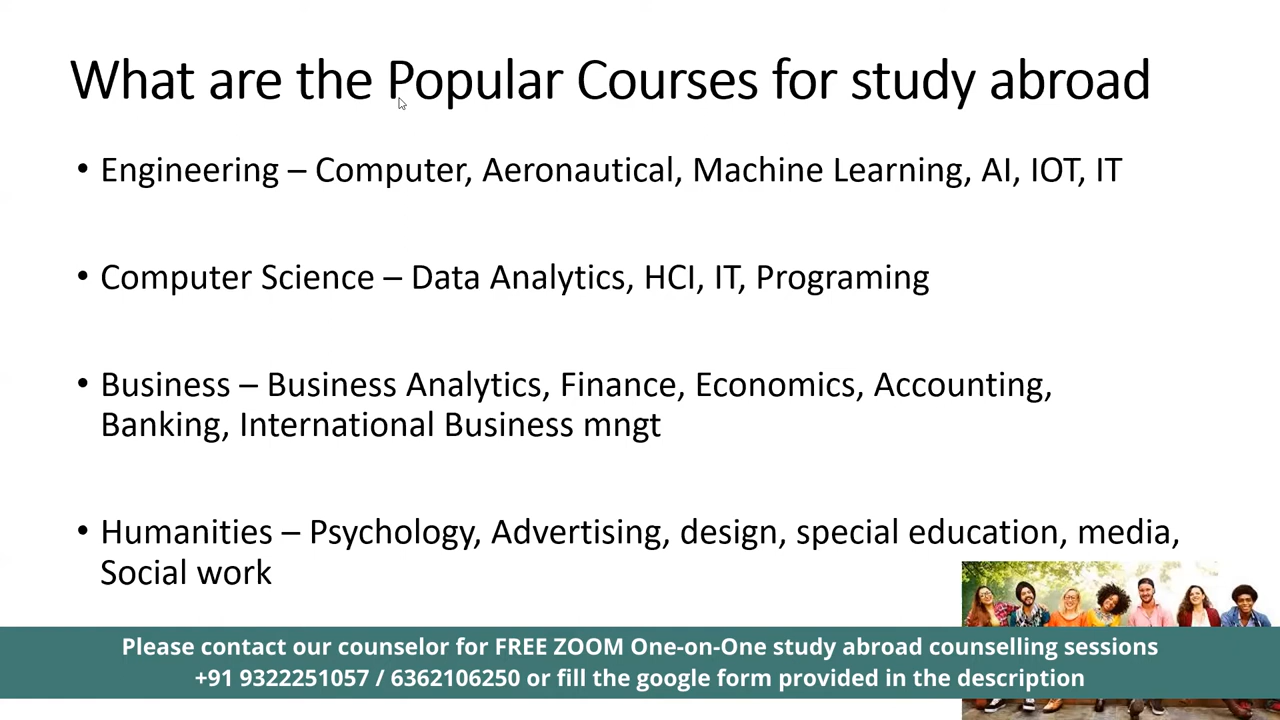 What are the Popular Courses for study abroad
• Engineering – Computer, Aeronautical, Machine Learning, AI, IOT, IT
• Computer Science – Data Analytics, HCI, IT, Programing
• Business – Business Analytics, Finance, Economics, Accounting,
Banking, International Business mngt
• Humanities – Psychology, Advertising, design, special education, media,
Social work
Please contact our counselor for FREE ZOOM One-on-One study abroad counselling sessions
+91 9322251057 / 6362106250 or fill the google form provided in the description